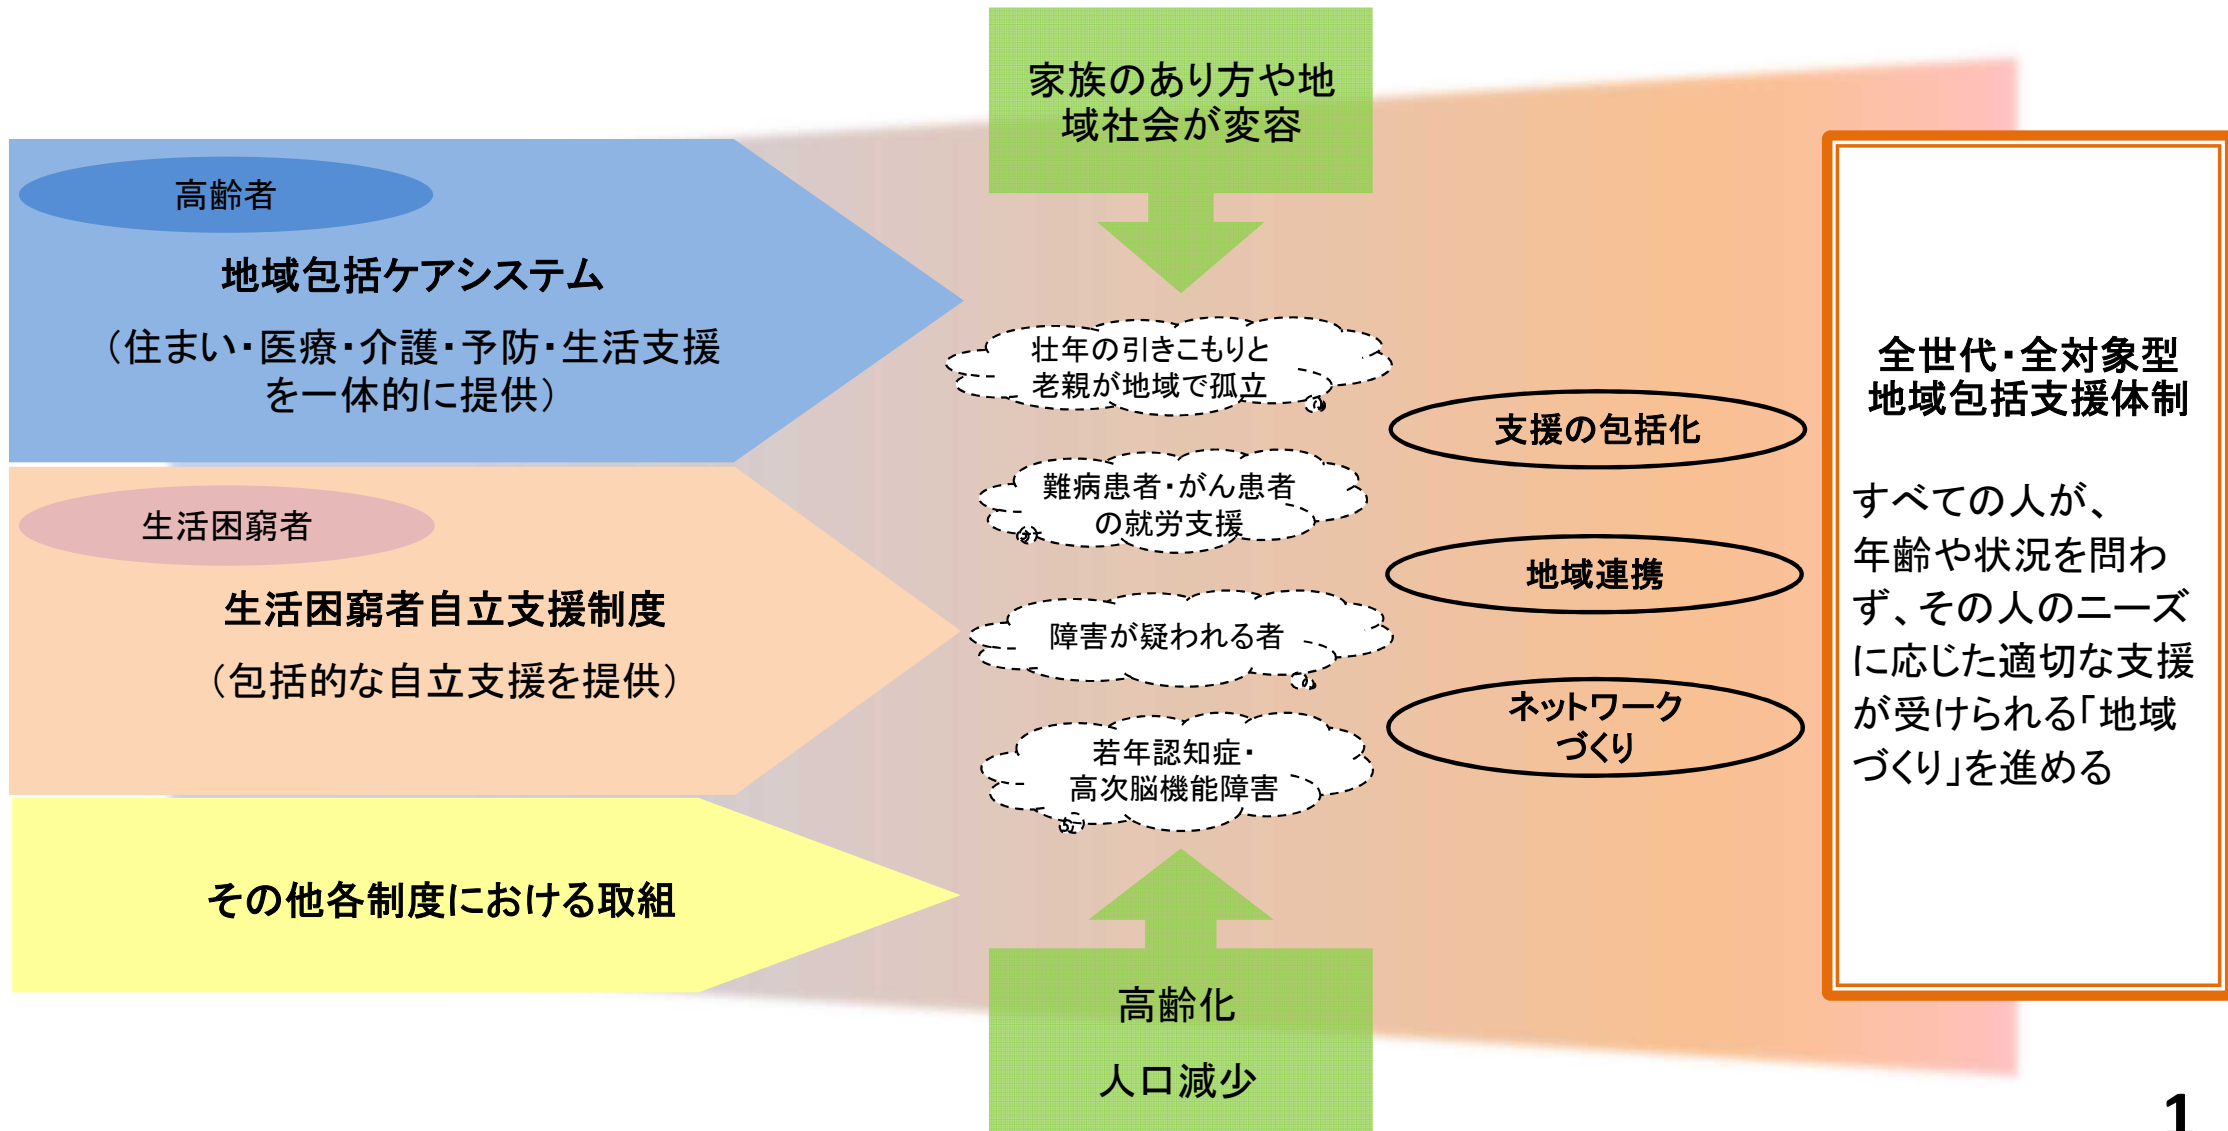 家族のあり方や地
域社会が変容
高齢者
地域包括ケアシステム
（住まい・医療・介護・予防・生活支援
を一体的に提供）
生活困窮者
生活困窮者自立支援制度
（包括的な自立支援を提供）
その他各制度における取組
壮年の引きこもりと
老親が地域で孤立
難病患者・がん患者
の就労支援
障害が疑われる者
若年認知症・
高次脳機能障害
高齢化
人口減少
支援の包括化
地域連携
ネットワーク
づくり
全世代・全対象型
地域包括支援体制
すべての人が、
年齢や状況を問わ
ず、その人のニーズ
に応じた適切な支援
が受けられる「地域
づくり」を進める
1